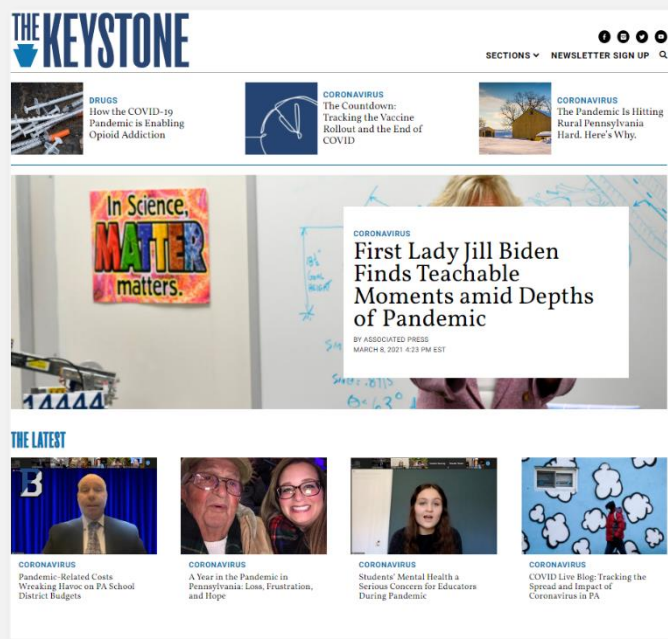 THE KEYSTONE
SECTIONS
NEWSLETTER SIGN UP
DRUGS
How the COVID-19
Pandemic is Enabling
Opioid Addiction
CORONAVIRUS
The Countdown:
Tracking the Vaccine
Rollout and the End of
COVID
CORONAVIRUS
The Pandemic Is Hitting
Rural Pennsylvania
Hard. Here's Why.
In Science,
MATTER
matters.
14444
CORONAVIRUS
First Lady Jill Biden
Finds Teachable
Moments amid Depths
of Pandemic
BY ASSOCIATED PRESS
MARCH 8, 2021 4:23 PM EST
THE LATEST
B
CORONAVIRUS
Pandemic-Related Costs
Wreaking Havoc on PA School
District Budgets
CORONAVIRUS
A Year in the Pandemic in
Pennsylvania: Loss, Frustration,
and Hope
CORONAVIRUS
Students' Mental Health a
Serious Concern for Educators
During Pandemic
CORONAVIRUS
COVID Live Blog: Tracking the
Spread and Impact of
Coronavirus in PA